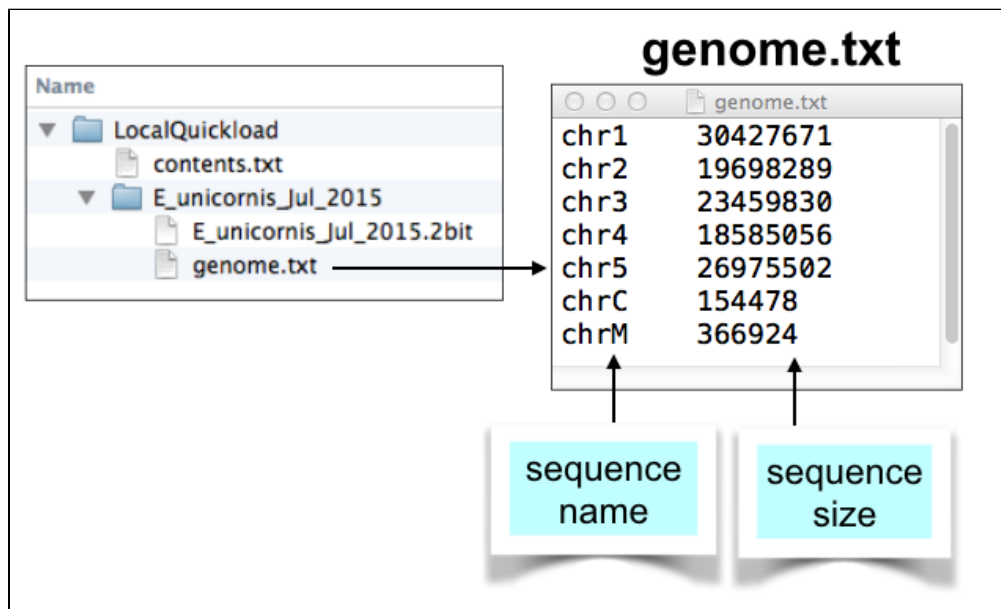 genome.txt
Name
LocalQuickload
contents.txt
E_unicornis_Jul_2015
E_unicornis_Jul_2015.2bit
genome.txt
genome.txt
chr1 30427671
chr2 19698289
chr3 23459830
chr4 18585056
chr5 26975502
chrC 154478
chrM 366924
sequence
name
sequence
size